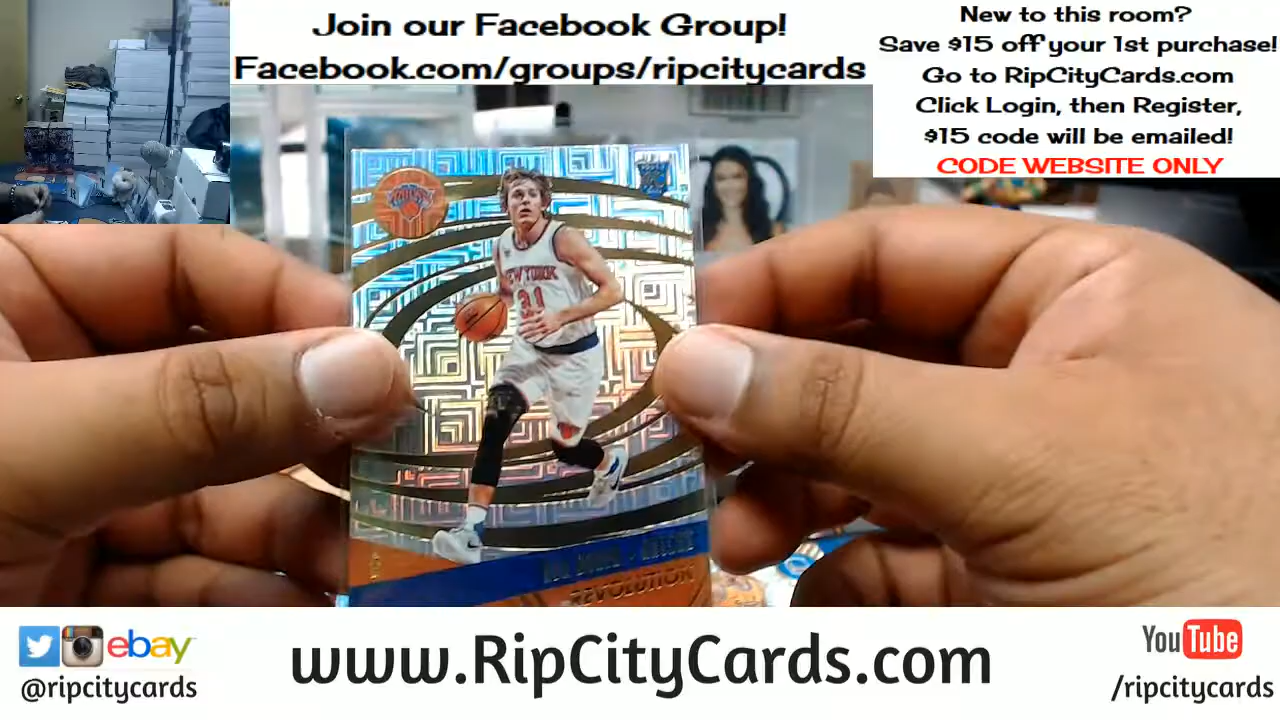 Join our Facebook Group!
Facebook.com/groups/ripcitycards
New to this room?
Save $15 off your 1st purchase!
Go to RipCityCards.com
Click Login, then Register,
$15 code will be emailed!
CODE WEBSITE ONLY
NEW YORK
31
REVOLUTION
ebay
@ripcitycards
www.RipCityCards.com
YouTube
/ripcitycards